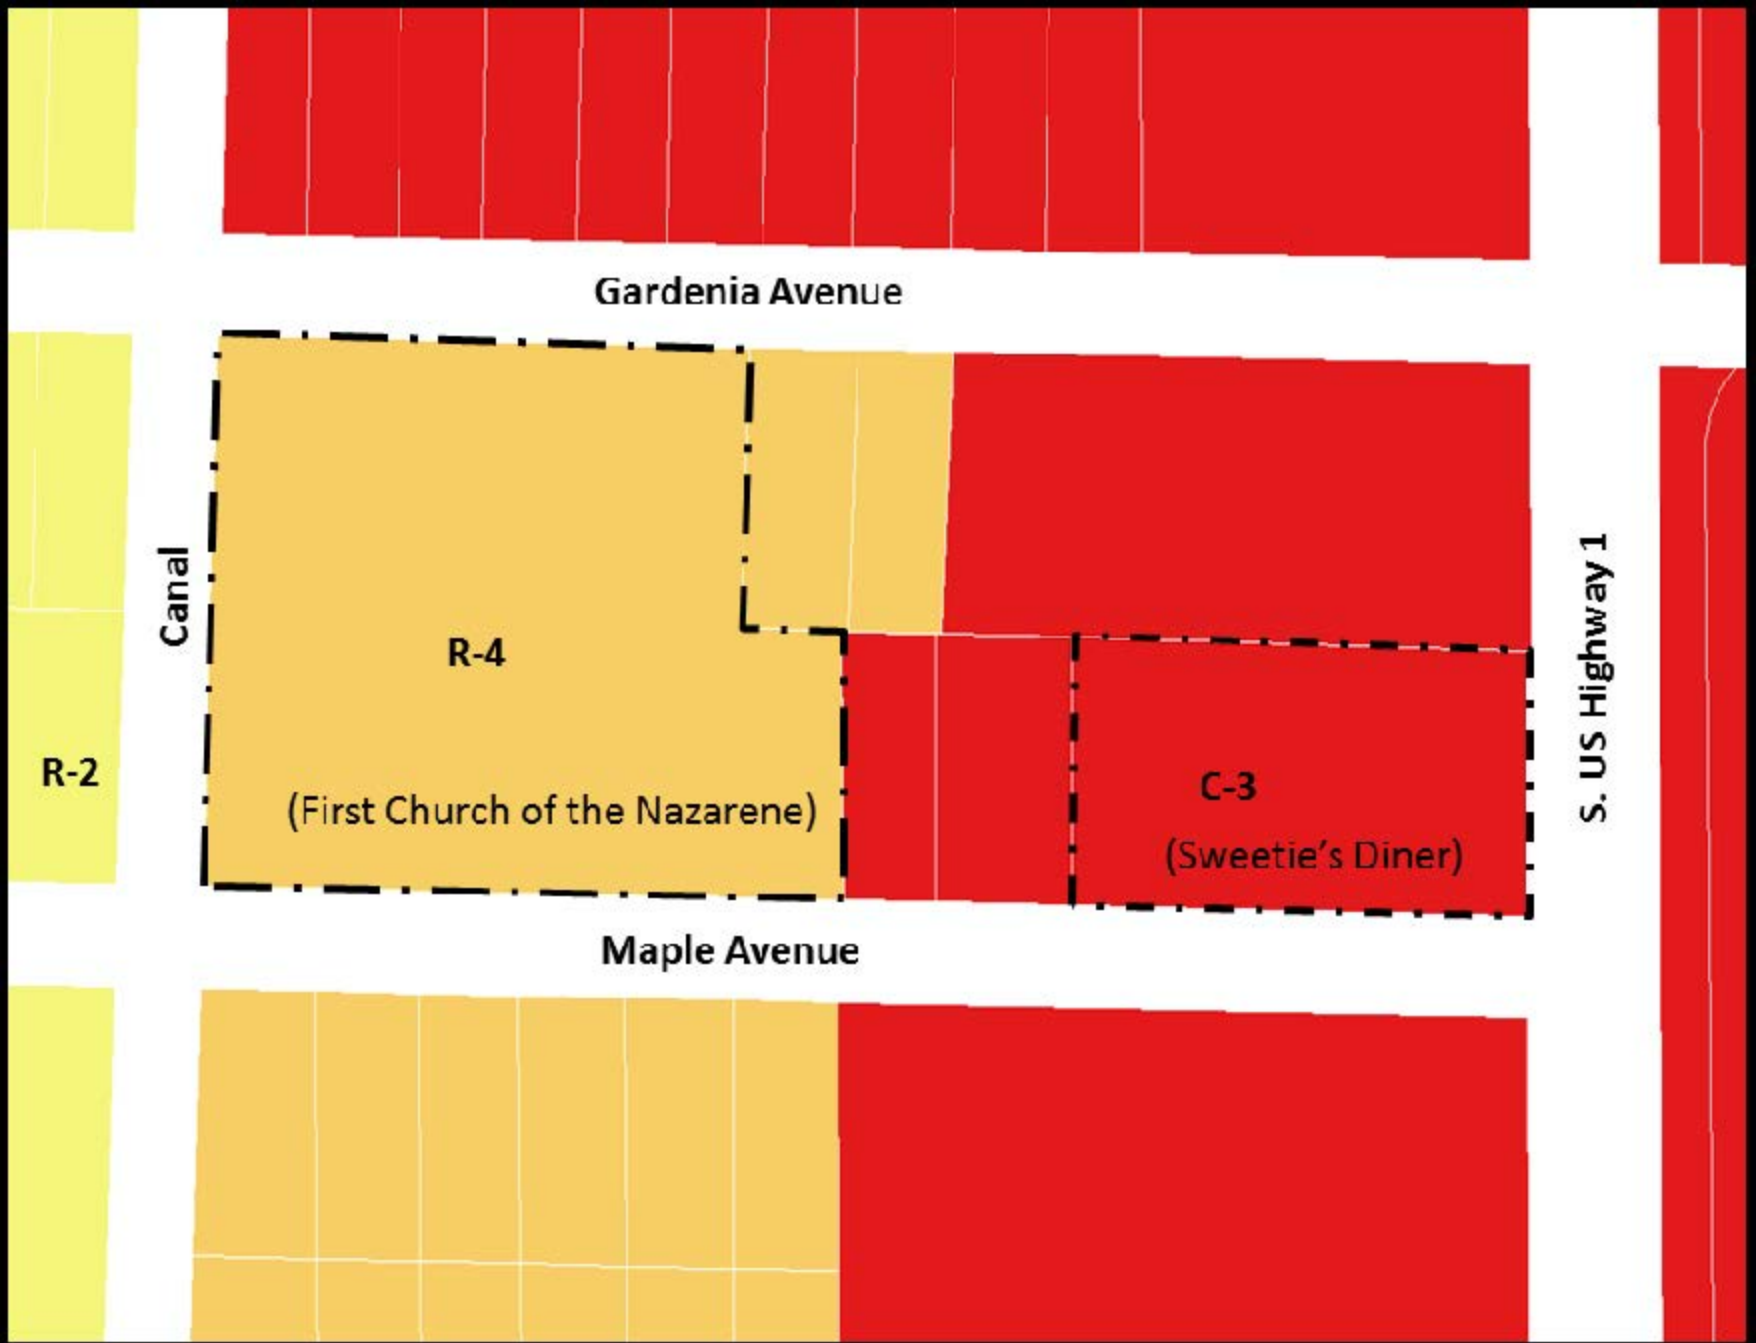 Gardenia Avenue
Canal
R-4
S. US Highway 1
R-2
(First Church of the Nazarene)
C-3
(Sweetie's Diner)
Maple Avenue